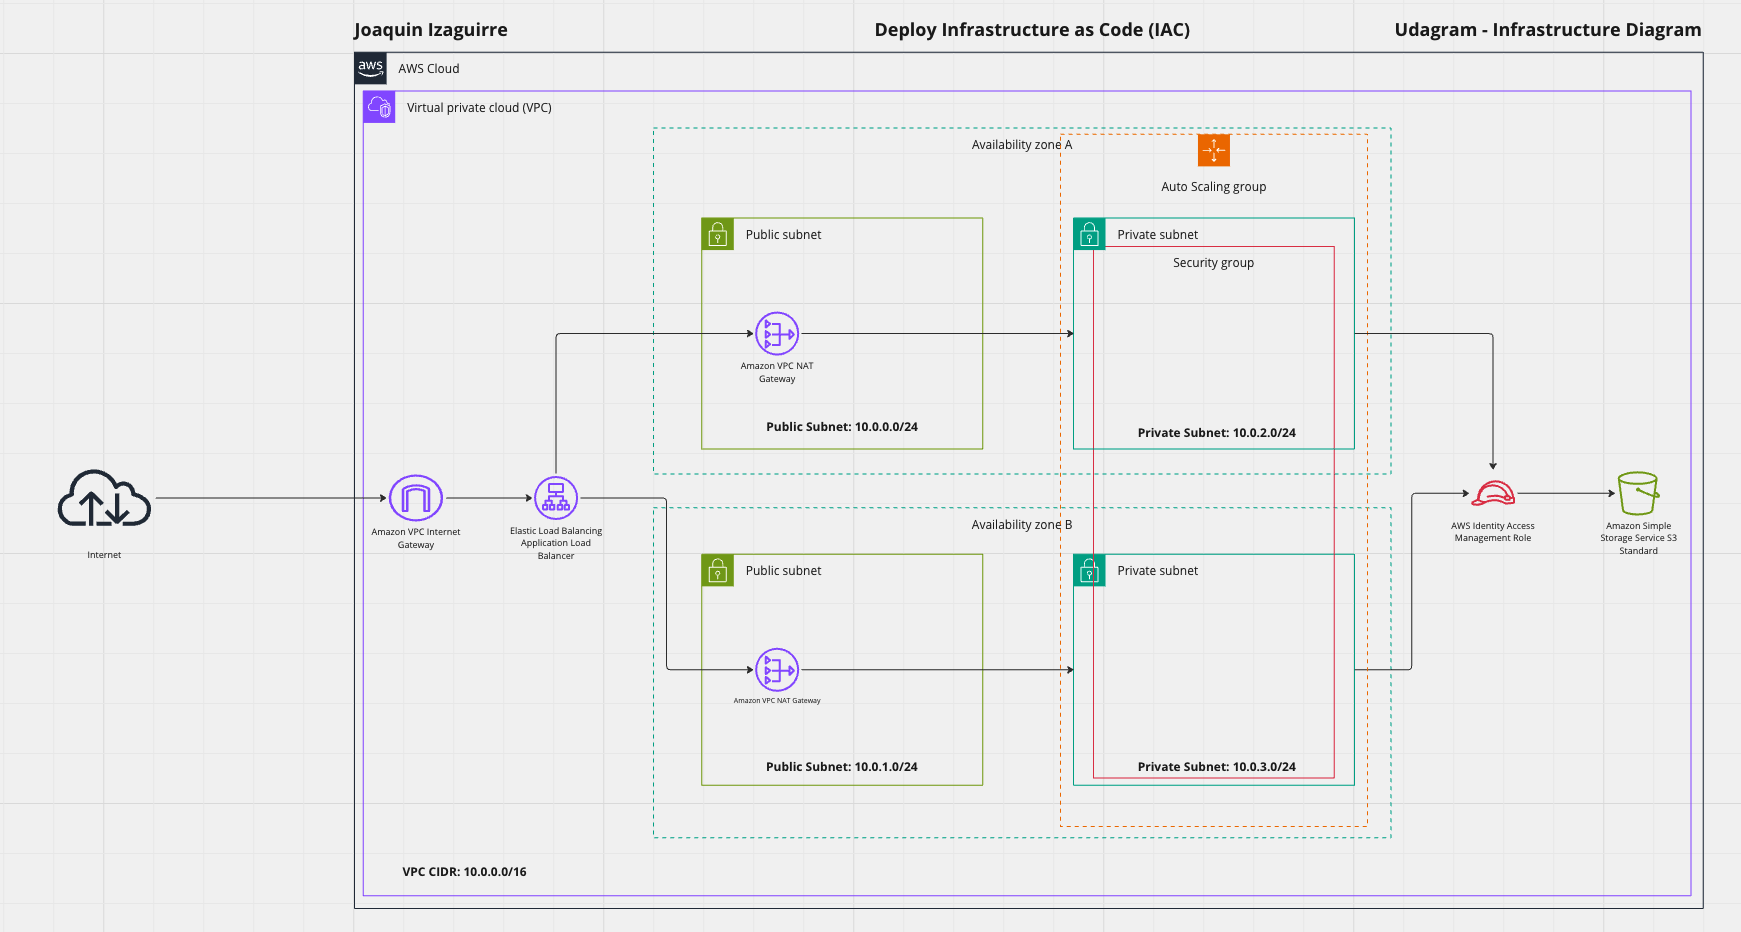 Joaquin Izaguirre
Deploy Infrastructure as Code (IAC)
Udagram - Infrastructure Diagram
aws
AWS Cloud
Virtual private cloud (VPC)
Availability zone A
Auto Scaling group
Public subnet
Private subnet
Security group
Amazon VPC NAT
Gateway
Public Subnet: 10.0.0.0/24
Private Subnet: 10.0.2.0/24
Internet
Amazon VPC Internet
Gateway
Elastic Load Balancing
Application Load
Balancer
Availability zone B
AWS Identity Access
Management Role
Amazon Simple
Storage Service S3
Standard
Public subnet
Private subnet
Amazon VPC NAT Gateway
Public Subnet: 10.0.1.0/24
Private Subnet: 10.0.3.0/24
VPC CIDR: 10.0.0.0/16